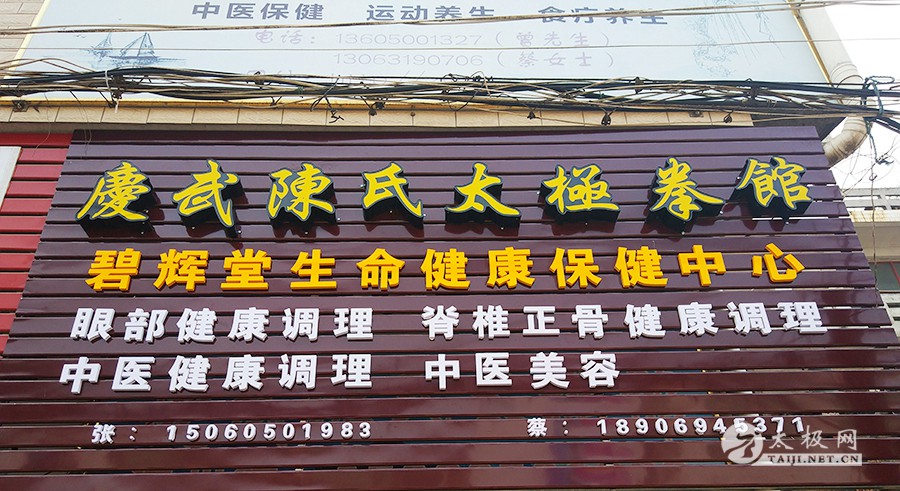 中医保健 运动养生 食疗养生
电话：13605001327（曾先生）
13063190706（蔡女士）
慶武陳氏太極拳館
碧辉堂生命健康保健中心
眼部健康调理 脊椎正骨健康调理
中医健康调理 中医美容
张：15060501983 蔡：18906945371
太极网
TAIJI.NET.CN